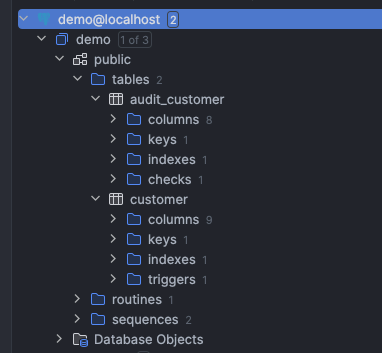 demo@localhost 2
demo 1 of 3
public
tables 2
audit_customer
columns 8
keys 1
indexes 1
checks 1
customer
columns 9
keys 1
indexes 1
triggers 1
routines 1
sequences 2
Database Objects